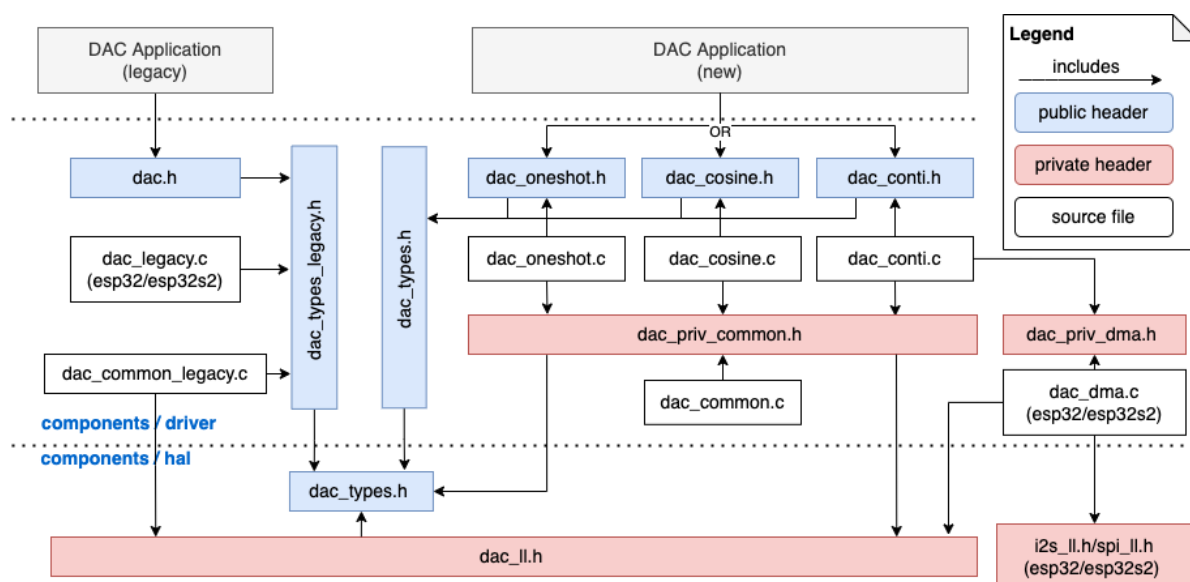 DAC Application
(legacy)
DAC Application
(new)
Legend
includes
public header
private header
source file
OR
dac.h
dac_types_legacy.h
dac_types.h
dac_oneshot.h
dac_cosine.h
dac_conti.h
dac_legacy.c
(esp32/esp32s2)
dac_oneshot.c
dac_cosine.c
dac_conti.c
dac_priv_common.h
dac_priv_dma.h
dac_common_legacy.c
dac_common.c
dac_dma.c
(esp32/esp32s2)
components / driver
components / hal
dac_types.h
dac_ll.h
i2s_ll.h/spi_ll.h
(esp32/esp32s2)